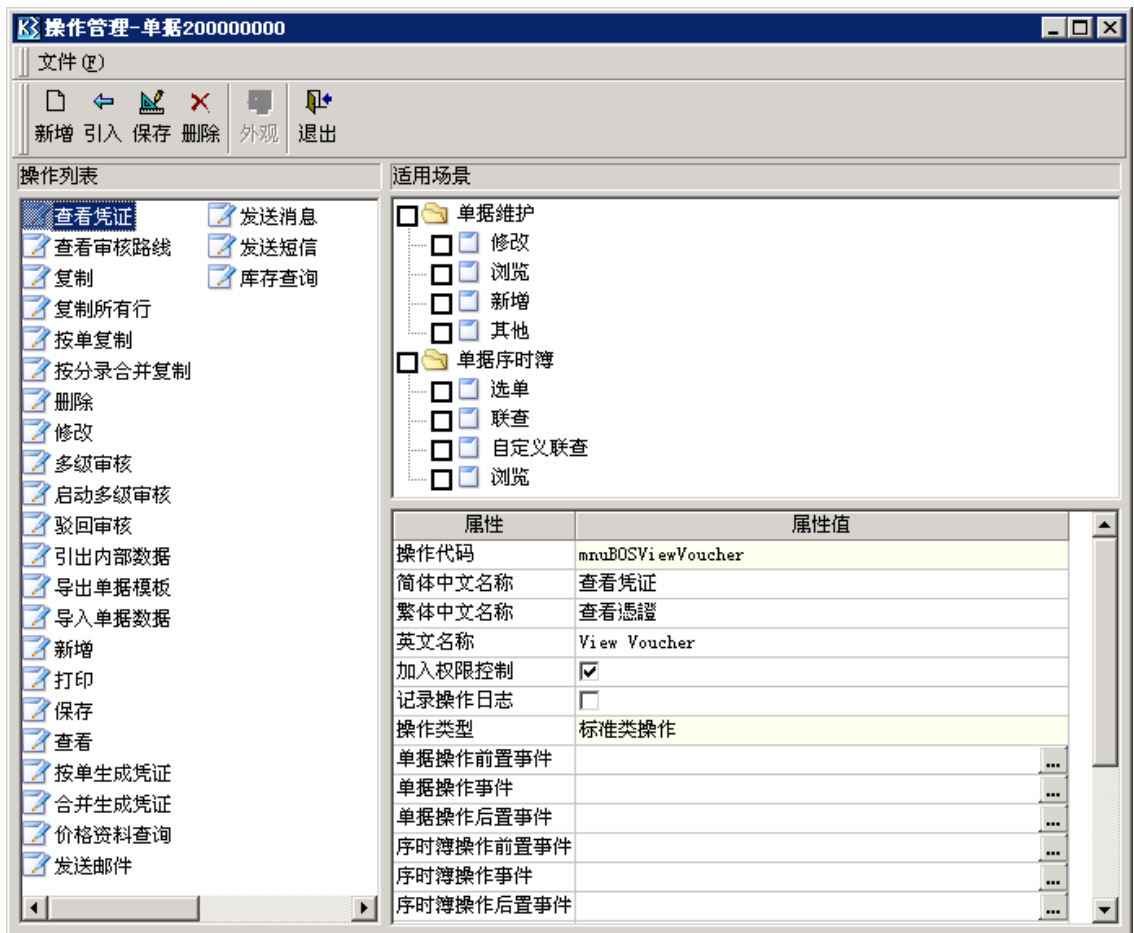 操作管理-单据200000000
文件(F)
新增 引入 保存 删除 外观 退出
操作列表
查看凭证
查看审核路线
复制
复制所有行
按单复制
按分录合并复制
删除
修改
多级审核
启动多级审核
驳回审核
引出内部数据
导出单据模板
导入单据数据
新增
打印
保存
查看
按单生成凭证
合并生成凭证
价格资料查询
发送邮件
发送消息
发送短信
库存查询
适用场景
单据维护
修改
浏览
新增
其他
单据序时簿
选单
联查
自定义联查
浏览
属性 属性值
操作代码 mnuBOSViewVoucher
简体中文名称 查看凭证
繁体中文名称 查看憑證
英文名称 View Voucher
加入权限控制
记录操作日志
操作类型 标准类操作
单据操作前置事件 ...
单据操作事件 ...
单据操作后置事件 ...
序时簿操作前置事件 ...
序时簿操作事件 ...
序时簿操作后置事件 ...